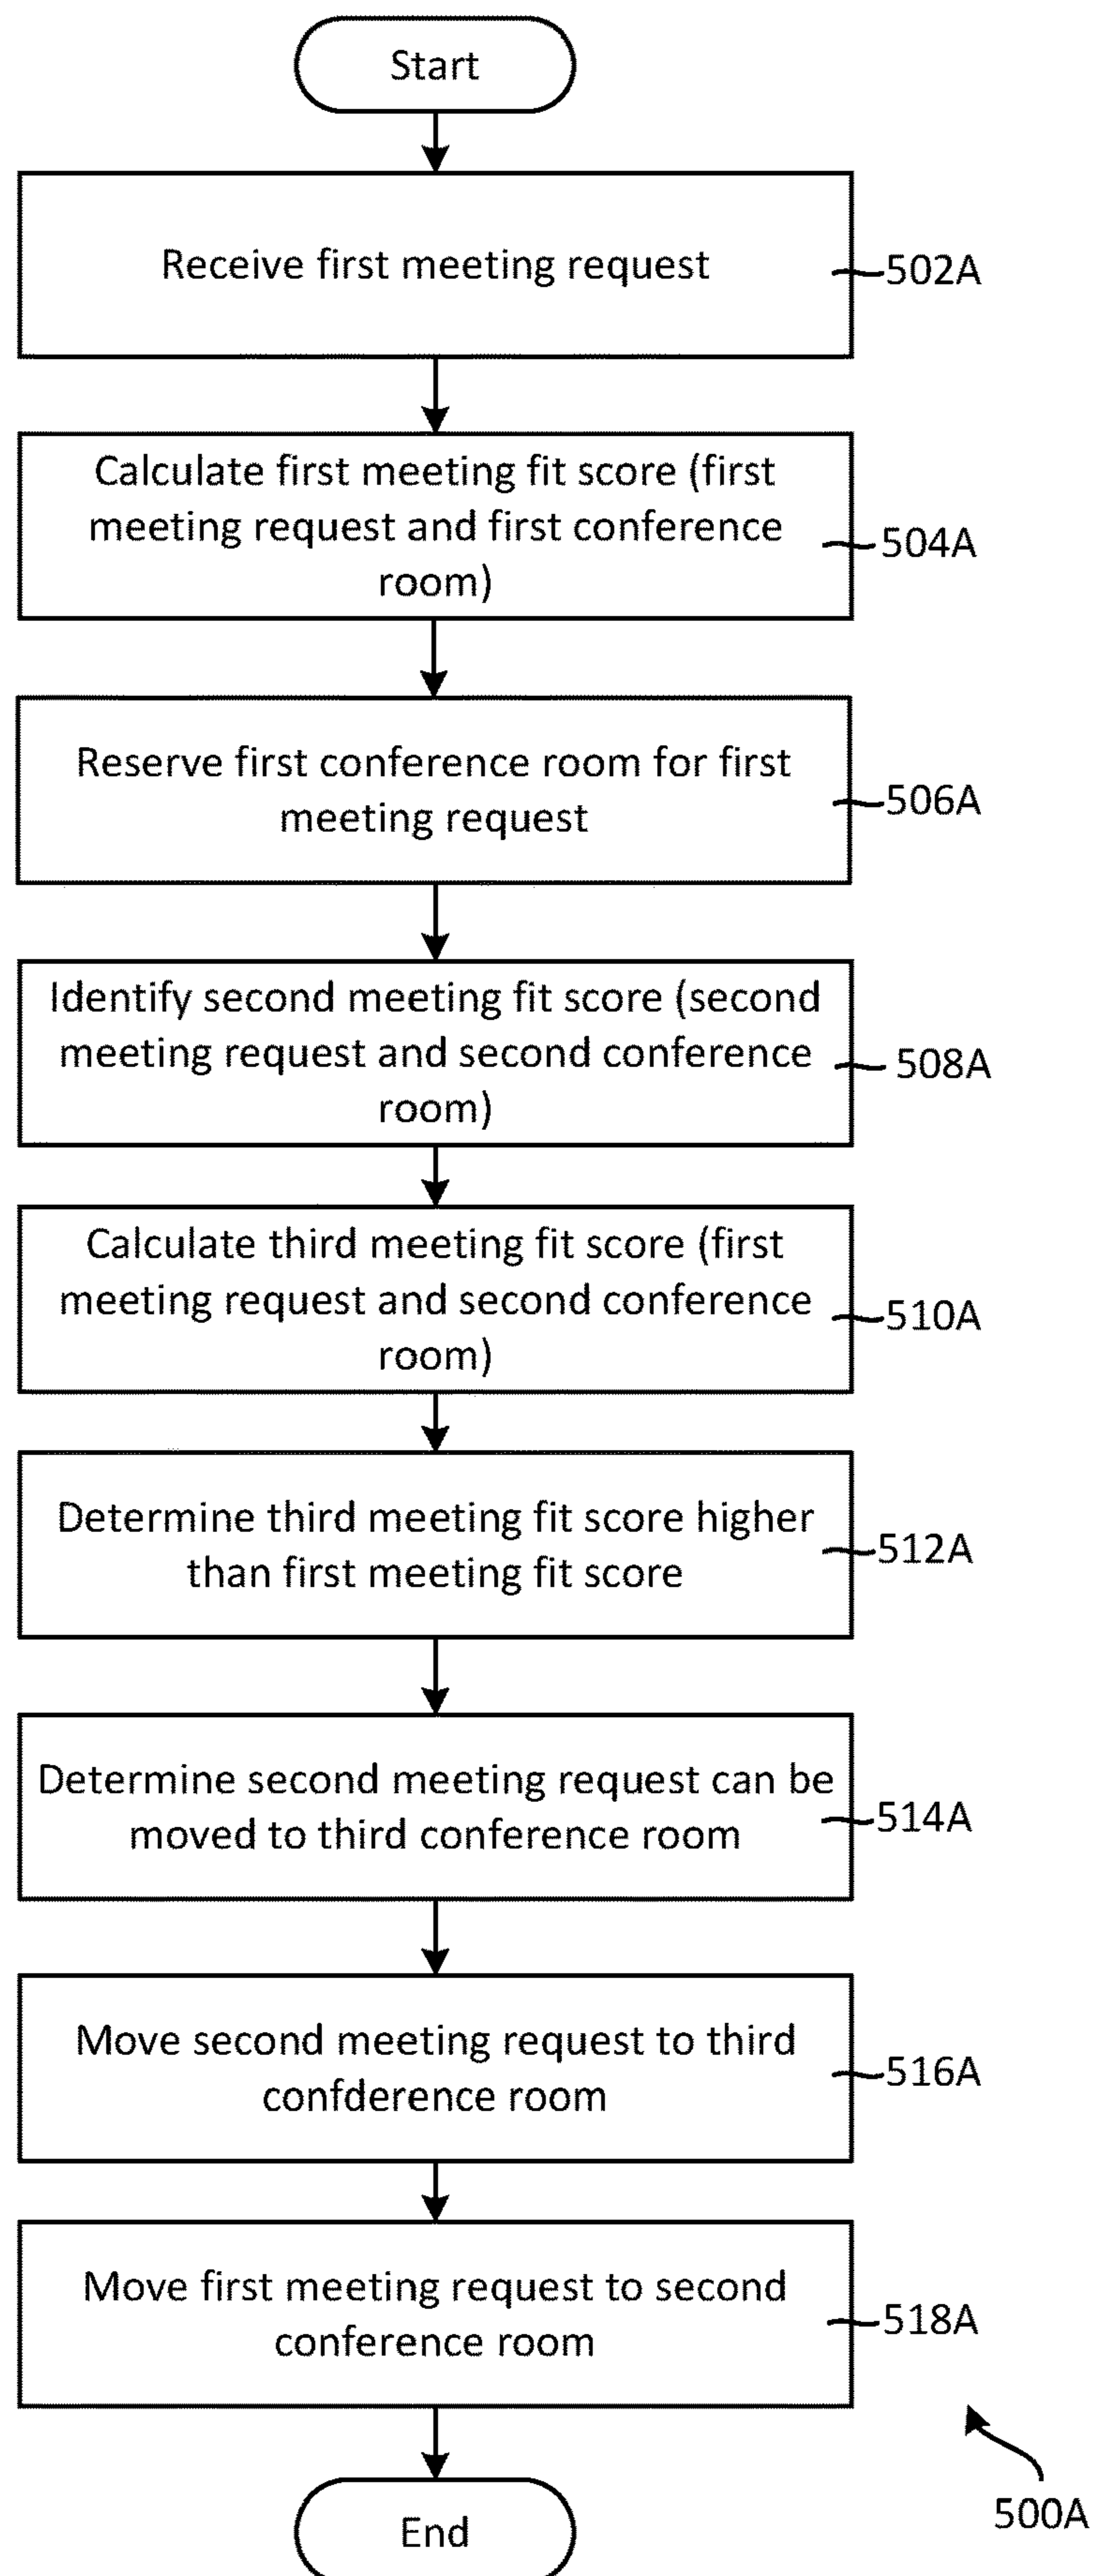 Start
Receive first meeting request
502A
Calculate first meeting fit score (first
meeting request and first conference
room)
504A
Reserve first conference room for first
meeting request
506A
Identify second meeting fit score (second
meeting request and second conference
room)
508A
Calculate third meeting fit score (first
meeting request and second conference
room)
510A
Determine third meeting fit score higher
than first meeting fit score
512A
Determine second meeting request can be
moved to third conference room
514A
Move second meeting request to third
confderence room
516A
Move first meeting request to second
conference room
518A
End
500A